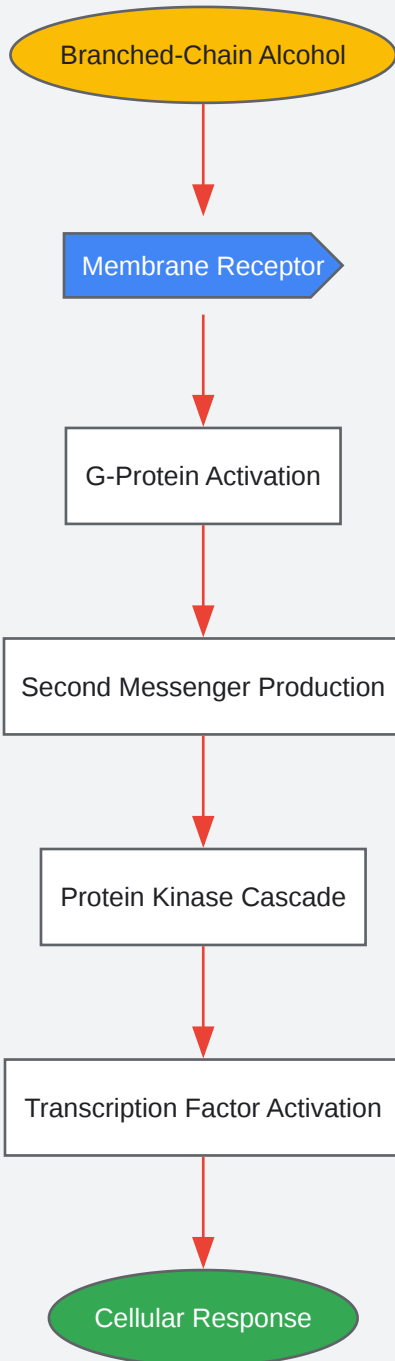 Branched-Chain Alcohol
Membrane Receptor
G-Protein Activation
Second Messenger Production
Protein Kinase Cascade
Transcription Factor Activation
Cellular Response